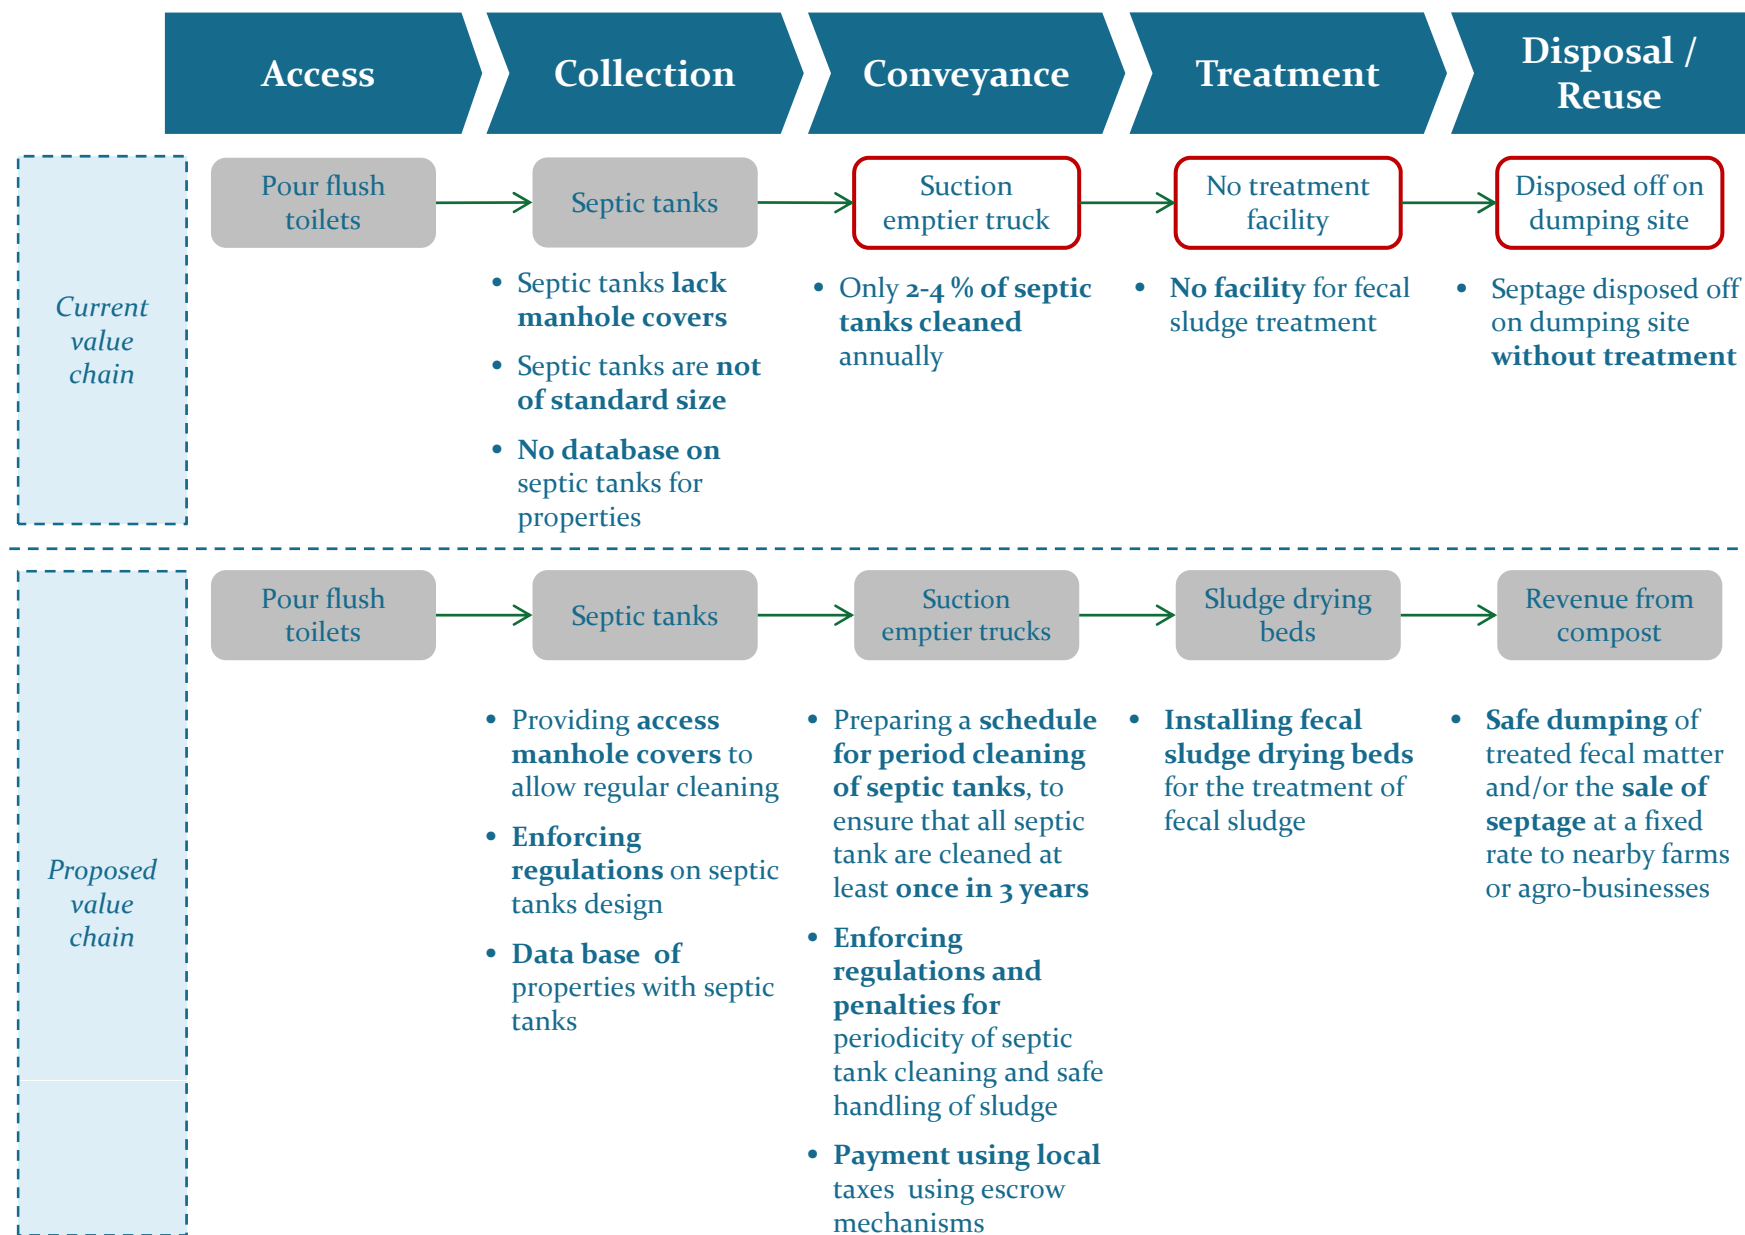 Access
Collection
Conveyance
Treatment
Disposal /
Reuse
Current
value
chain
Pour flush
toilets
Septic tanks
Suction
emptier truck
No treatment
facility
Disposed off on
dumping site
• Septic tanks lack
manhole covers
• Septic tanks are not
of standard size
• No database on
septic tanks for
properties
• Only 2-4 % of septic
tanks cleaned
annually
• No facility for fecal
sludge treatment
• Septage disposed off
on dumping site
without treatment
Proposed
value
chain
Pour flush
toilets
Septic tanks
Suction
emptier trucks
Sludge drying
beds
Revenue from
compost
• Providing access
manhole covers to
allow regular cleaning
• Enforcing
regulations on septic
tanks design
• Data base  of
properties with septic
tanks
• Preparing a schedule
for period cleaning
of septic tanks, to
ensure that all septic
tank are cleaned at
least once in 3 years
• Enforcing
regulations and
penalties for
periodicity of septic
tank cleaning and safe
handling of sludge
• Payment using local
taxes  using escrow
mechanisms
• Installing fecal
sludge drying beds
for the treatment of
fecal sludge
• Safe dumping of
treated fecal matter
and/or the sale of
septage at a fixed
rate to nearby farms
or agro-businesses